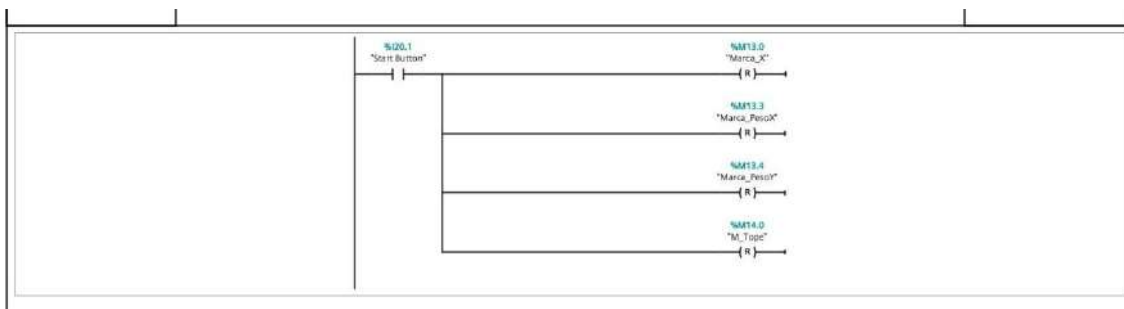 %I20.1
"Start Button"
%M13.0
"Marca_X"
( R )
%M13.3
"Marca_PesoX"
( R )
%M13.4
"Marca_PesoY"
( R )
%M14.0
"M_Tope"
( R )